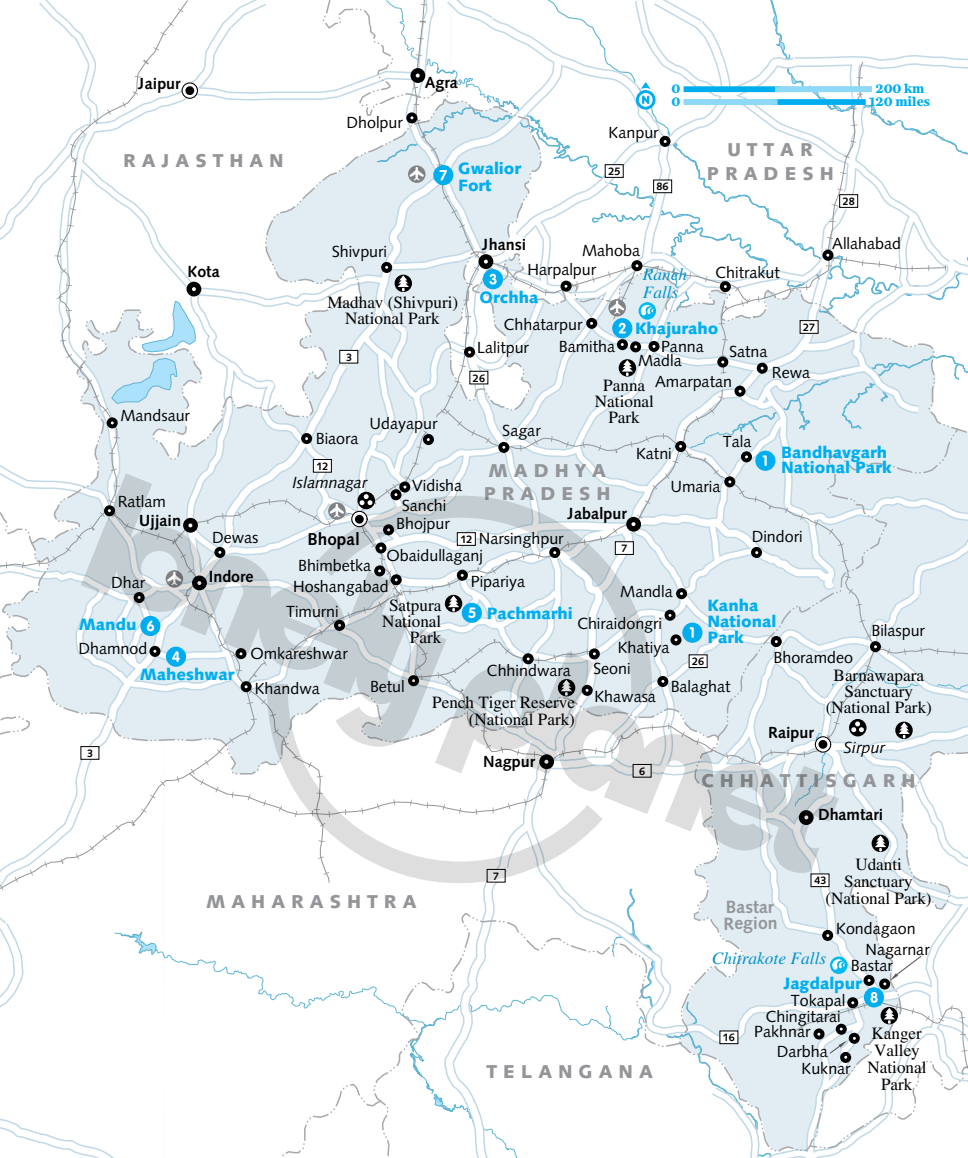 Jaipur
Agra
N
0
200 km
0
120 miles
Dholpur
Kanpur
RAJASTHAN
UTTAR
PRADESH
7
Gwalior
Fort
25
86
28
Shivpuri
Jhansi
Mahoba
Allahabad
Kota
Harpalpur
Ranch
Falls
Chitrakut
3
Orchha
Madhav (Shivpuri)
National Park
Chhatarpur
2
Khajuraho
27
3
Lalitpur
Bamitha
Panna
Madla
Satna
Rewa
26
Panna
National
Park
Amarpatan
Mandsaur
Biaora
Udayapur
Sagar
Katni
Tala
1
Bandhavgarh
National Park
12
Islamnagar
MADHYA
PRADESH
Vidisha
Sanchi
Umaria
Ratlam
Ujjain
Bhopal
Bhojpur
Jabalpur
Dewas
12
Narsinghpur
7
Dindori
Obaidullaganj
Bhimbetka
Hoshangabad
Pipariya
Dhar
Indore
Mandla
Timurni
Satpura
National
Park
5
Pachmarhi
Kanha
National
Park
1
Mandu
6
Chiraidongri
Khatiya
Dhamnod
4
Maheshwar
Omkareshwar
26
Bhoramdeo
Bilaspur
Chhindwara
Seoni
Khandwa
Betul
Pench Tiger Reserve
(National Park)
Khawasa
Balaghat
Barnawapara
Sanctuary
(National Park)
Raipur
Sirpur
3
Nagpur
6
CHHATTISGARH
lonely planet
Dhamtari
Udanti
Sanctuary
(National Park)
7
43
MAHARASHTRA
Bastar
Region
Kondagaon
Nagarnar
Chitrakote Falls
Bastar
Jagdalpur
8
Tokapal
Chingitarai
16
Pakhnar
Darbha
Kuknar
Kanger
Valley
National
Park
TELANGANA